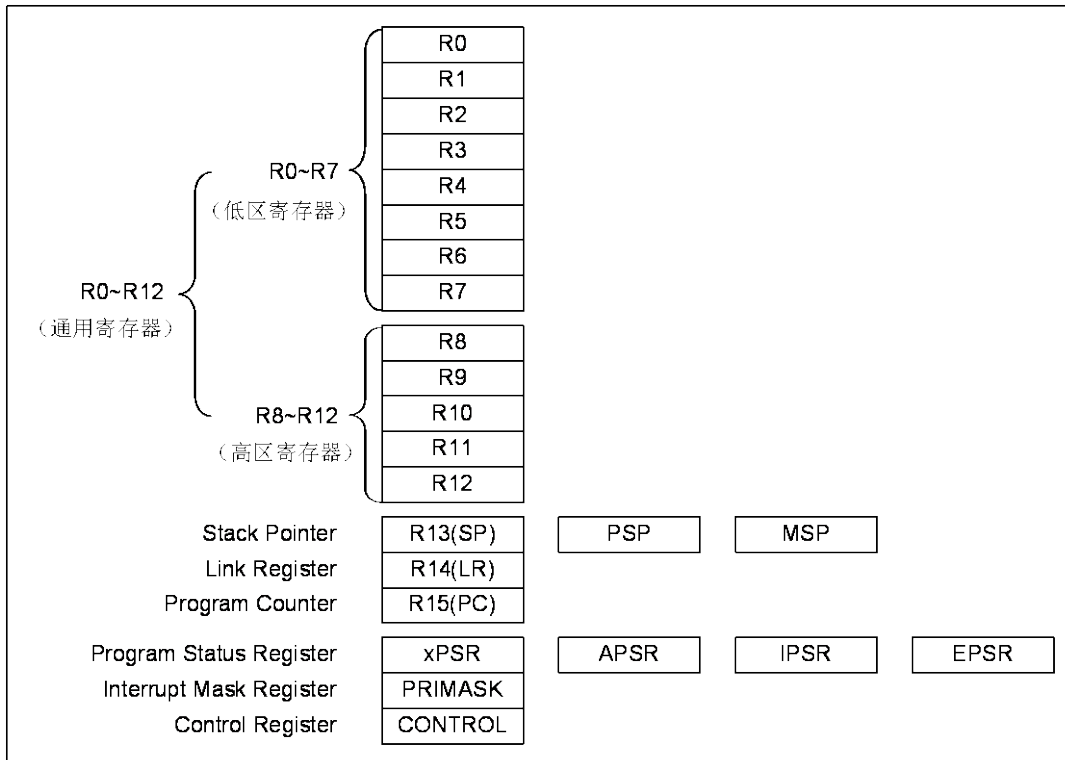 R0
R1
R2
R3
R0~R7
R4
（低区寄存器）
R5
R6
R7
R0~R12
（通用寄存器）
R8
R9
R8~R12
R10
（高区寄存器）
R11
R12
Stack Pointer R13(SP) PSP MSP
Link Register R14(LR)
Program Counter R15(PC)
Program Status Register xPSR APSR IPSR EPSR
Interrupt Mask Register PRIMASK
Control Register CONTROL